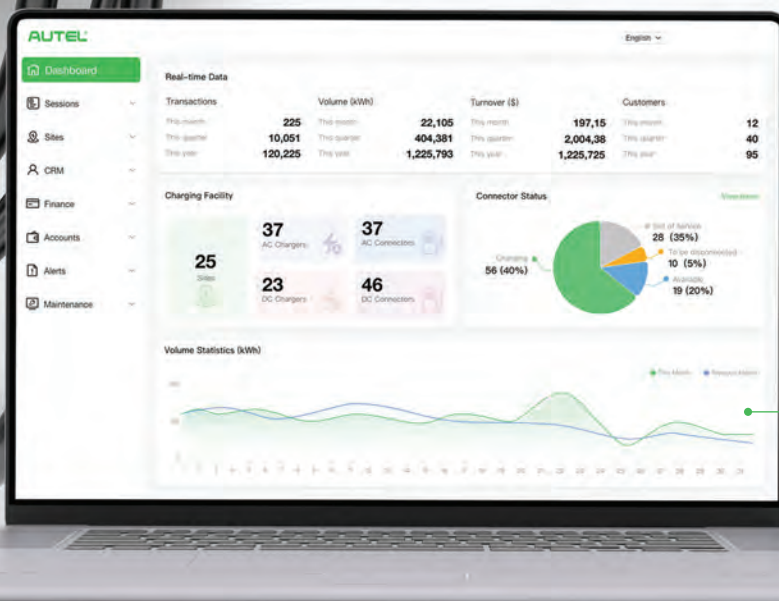 AUTEL
English
Dashboard
Sessions
Sites
CRM
Finance
Accounts
Alerts
Maintenance
Real-time Data
Transactions
This month 225
This quarter 10,051
This year 120,225
Volume (kWh)
This month 22,105
This quarter 404,381
This year 1,225,793
Turnover ($)
This month 197,15
This quarter 2,004,38
This year 1,225,725
Customers
This month 12
This quarter 40
This year 95
Charging Facility
25
Sites
37
AC Chargers
37
AC Connectors
23
DC Chargers
46
DC Connectors
Connector Status
Charging
56 (40%)
Out of Service
28 (35%)
To be disconnected
10 (5%)
Available
19 (20%)
Volume Statistics (kWh)
This Month